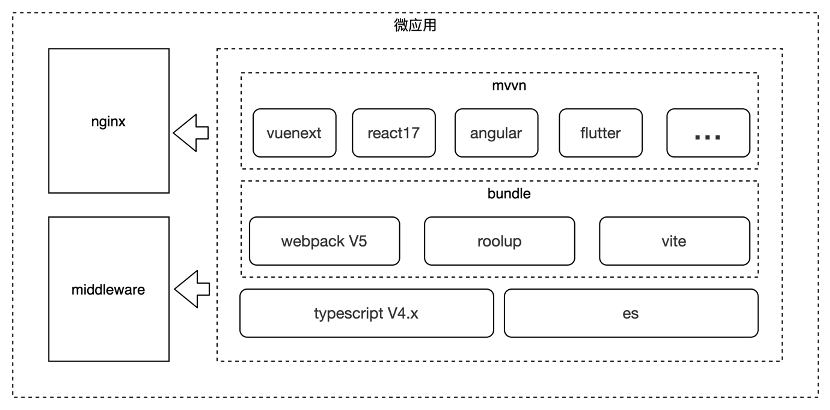 微应用
nginx
mvvn
vuenext
react17
angular
flutter
...
bundle
webpack V5
roolup
vite
middleware
typescript V4.x
es